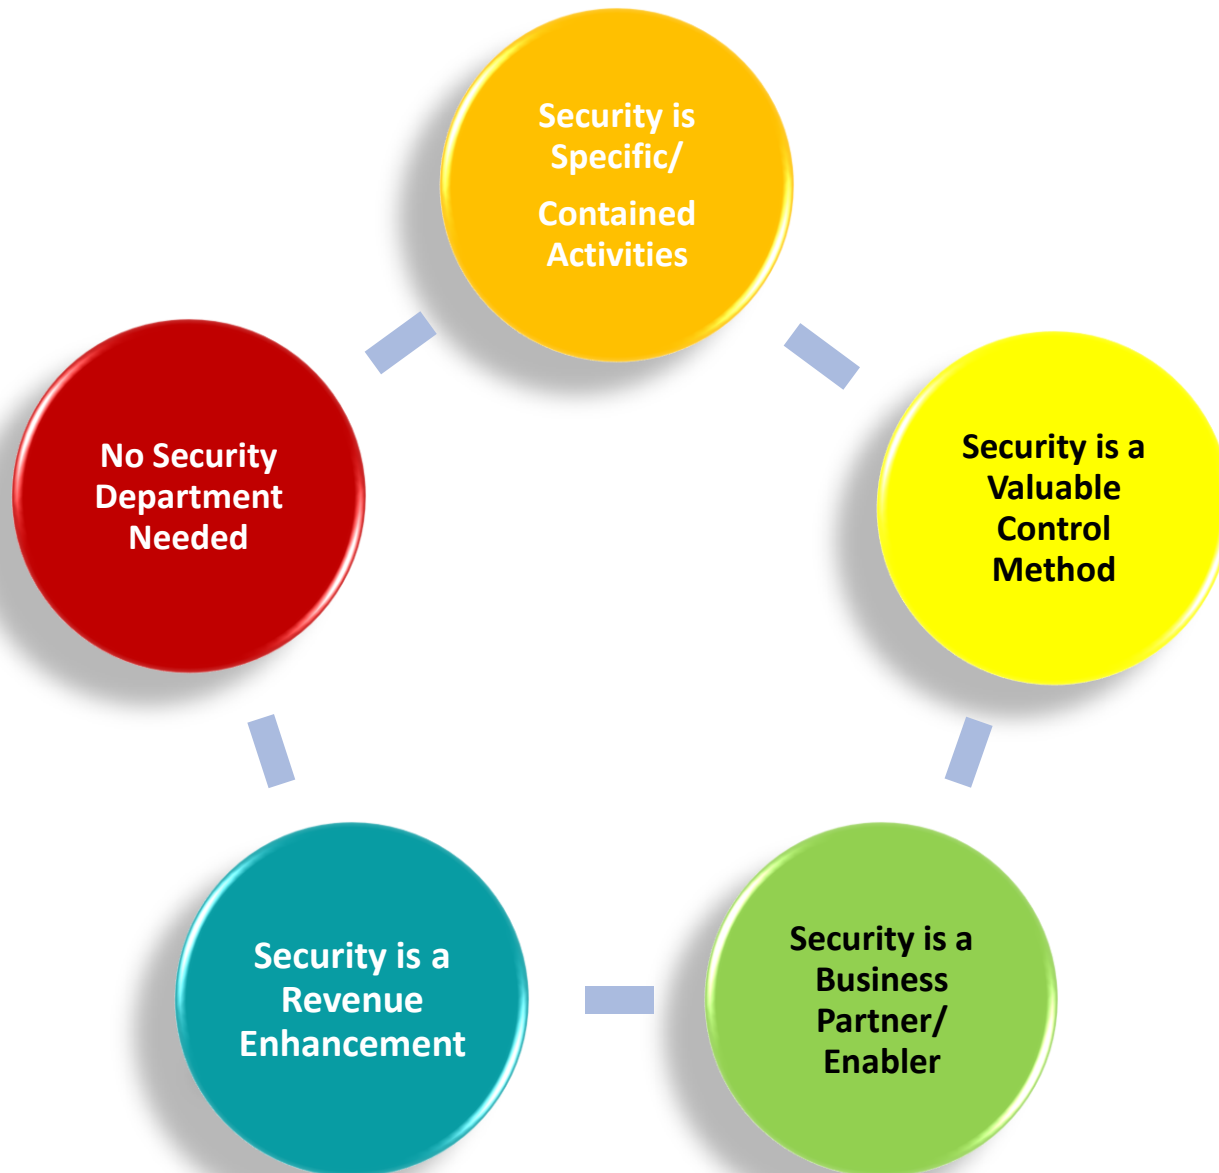 Security is
Specific/
Contained
Activities
No Security
Department
Needed
Security is a
Valuable
Control
Method
Security is a
Revenue
Enhancement
Security is a
Business
Partner/
Enabler